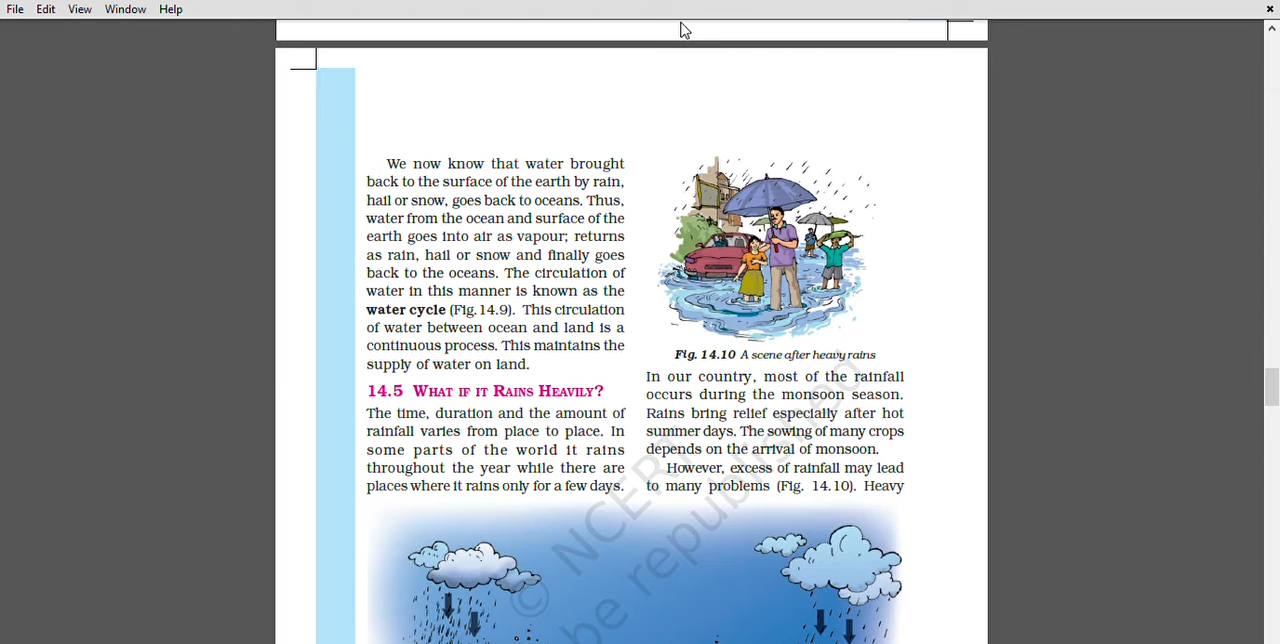 File Edit View Window Help
We now know that water brought
back to the surface of the earth by rain,
hail or snow, goes back to oceans. Thus,
water from the ocean and surface of the
earth goes into air as vapour; returns
as rain, hail or snow and finally goes
back to the oceans. The circulation of
water in this manner is known as the
water cycle (Fig.14.9). This circulation
of water between ocean and land is a
continuous process. This maintains the
supply of water on land.
14.5 WHAT IF IT RAINS HEAVILY?
The time, duration and the amount of
rainfall varies from place to place. In
some parts of the world it rains
throughout the year while there are
places where it rains only for a few days.
Fig. 14.10 A scene after heavy rains
In our country, most of the rainfall
occurs during the monsoon season.
Rains bring relief especially after hot
summer days. The sowing of many crops
depends on the arrival of monsoon.
However, excess of rainfall may lead
to many problems (Fig. 14.10). Heavy
© NCERT
be republished